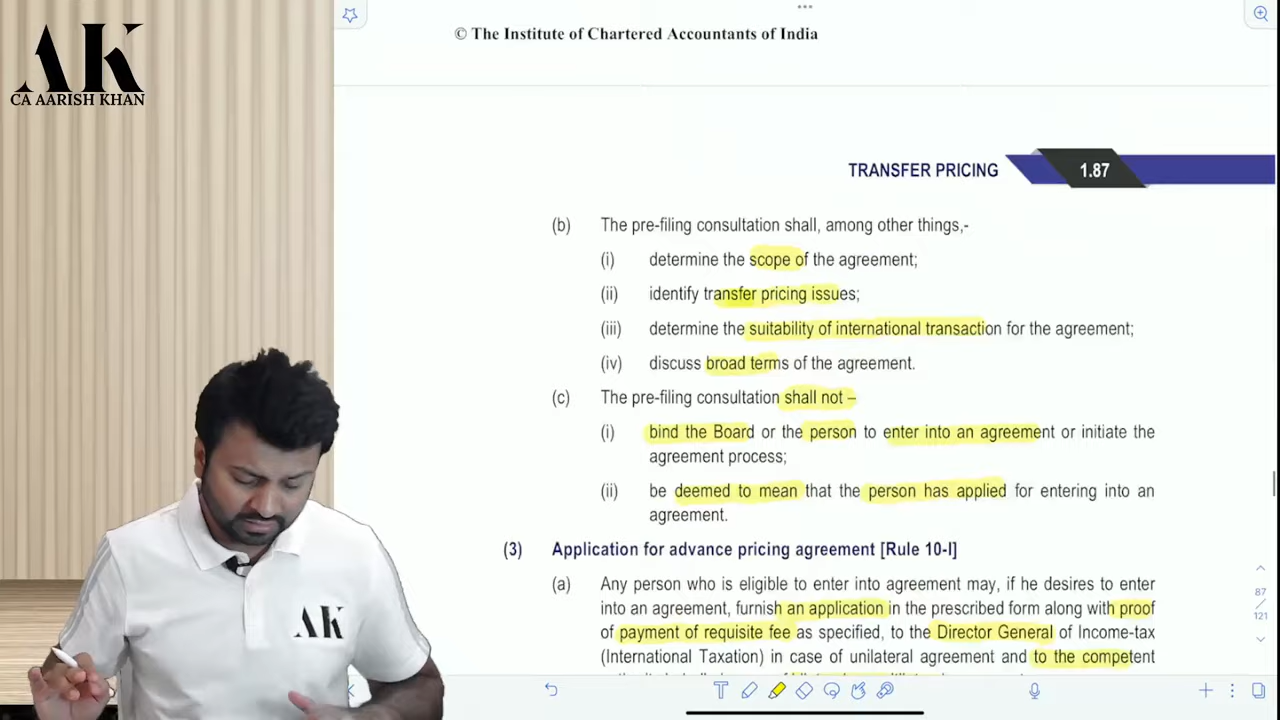 AK
CA AARISH KHAN
© The Institute of Chartered Accountants of India
TRANSFER PRICING
1.87
(b) The pre-filing consultation shall, among other things,-
(i) determine the scope of the agreement;
(ii) identify transfer pricing issues;
(iii) determine the suitability of international transaction for the agreement;
(iv) discuss broad terms of the agreement.
(c) The pre-filing consultation shall not –
(i) bind the Board or the person to enter into an agreement or initiate the
agreement process;
(ii) be deemed to mean that the person has applied for entering into an
agreement.
(3) Application for advance pricing agreement [Rule 10-I]
(a) Any person who is eligible to enter into agreement may, if he desires to enter
into an agreement, furnish an application in the prescribed form along with proof
of payment of requisite fee as specified, to the Director General of Income-tax
(International Taxation) in case of unilateral agreement and to the competent
AK
87
/
121